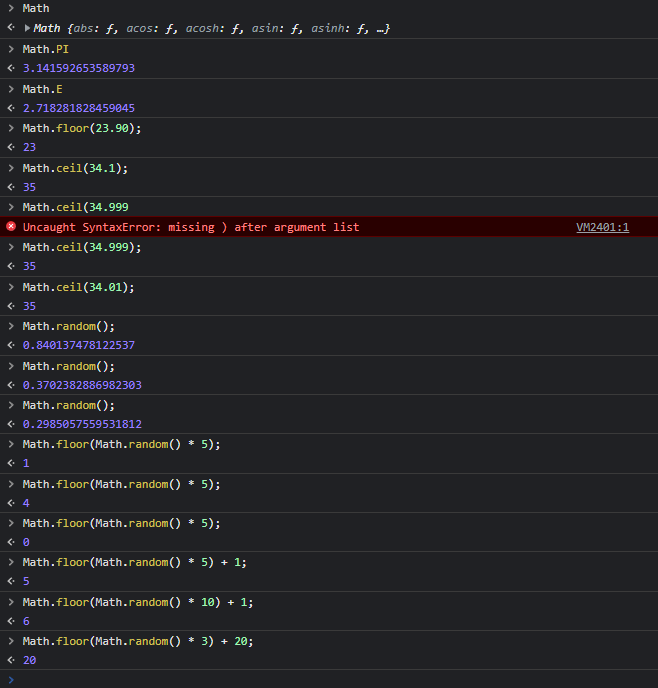 Math
Math {abs: ƒ, acos: ƒ, acosh: ƒ, asin: ƒ, asinh: ƒ, …}
Math.PI
3.141592653589793
Math.E
2.718281828459045
Math.floor(23.90);
23
Math.ceil(34.1);
35
Math.ceil(34.999
Uncaught SyntaxError: missing ) after argument list VM2401:1
Math.ceil(34.999);
35
Math.ceil(34.01);
35
Math.random();
0.840137478122537
Math.random();
0.3702382886982303
Math.random();
0.2985057559531812
Math.floor(Math.random() * 5);
1
Math.floor(Math.random() * 5);
4
Math.floor(Math.random() * 5);
0
Math.floor(Math.random() * 5) + 1;
5
Math.floor(Math.random() * 10) + 1;
6
Math.floor(Math.random() * 3) + 20;
20